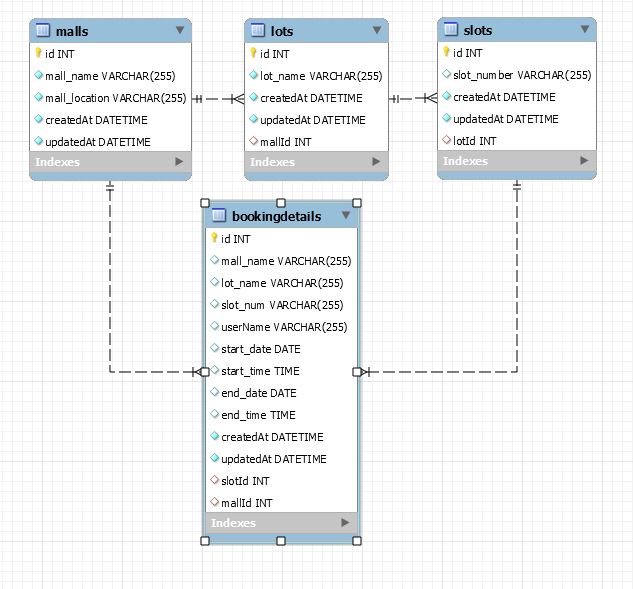 malls
id INT
mall_name VARCHAR(255)
mall_location VARCHAR(255)
createdAt DATETIME
updatedAt DATETIME
Indexes
lots
id INT
lot_name VARCHAR(255)
createdAt DATETIME
updatedAt DATETIME
mallId INT
Indexes
slots
id INT
slot_number VARCHAR(255)
createdAt DATETIME
updatedAt DATETIME
lotId INT
Indexes
bookingdetails
id INT
mall_name VARCHAR(255)
lot_name VARCHAR(255)
slot_num VARCHAR(255)
userName VARCHAR(255)
start_date DATE
start_time TIME
end_date DATE
end_time TIME
createdAt DATETIME
updatedAt DATETIME
slotId INT
mallId INT
Indexes